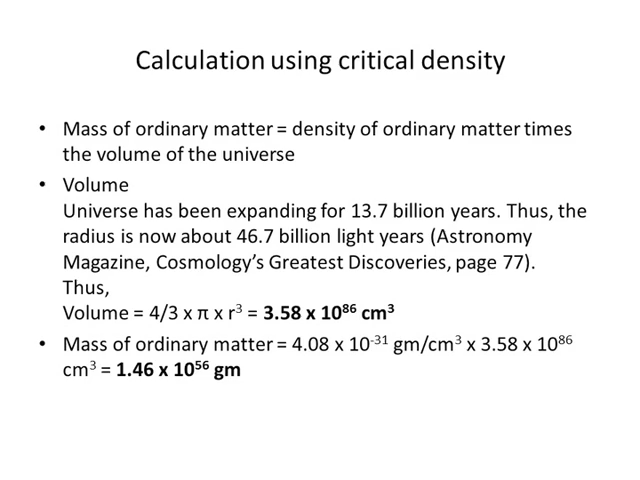 Calculation using critical density
• Mass of ordinary matter = density of ordinary matter times
the volume of the universe
• Volume
Universe has been expanding for 13.7 billion years. Thus, the
radius is now about 46.7 billion light years (Astronomy
Magazine, Cosmology’s Greatest Discoveries, page 77).
Thus,
Volume = 4/3 x π x r³ = 3.58 x 10⁸⁶ cm³
• Mass of ordinary matter = 4.08 x 10⁻³¹ gm/cm³ x 3.58 x 10⁸⁶
cm³ = 1.46 x 10⁵⁶ gm